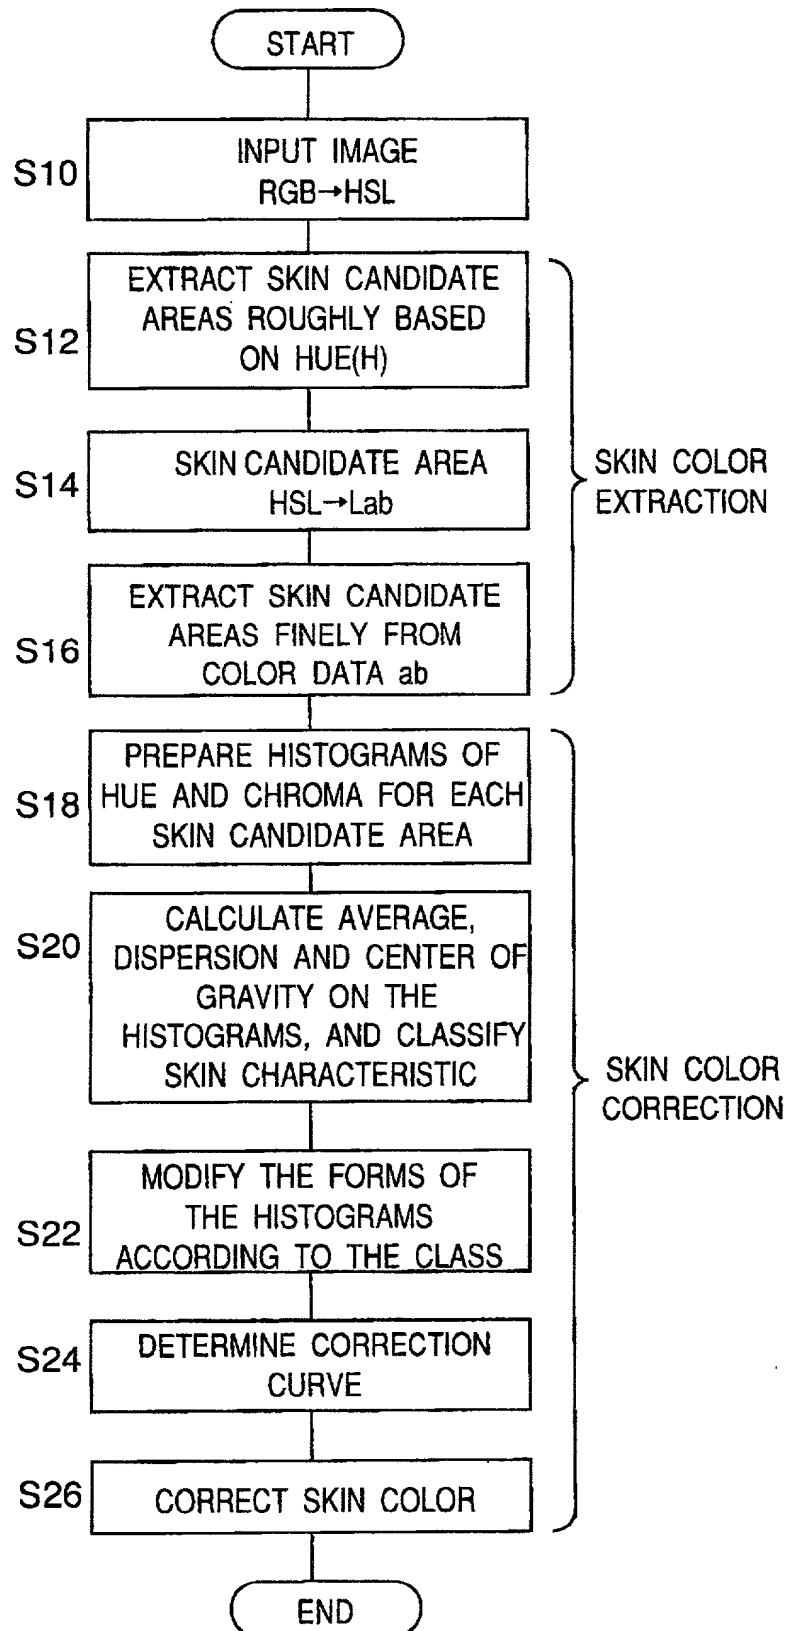 START
S10
INPUT IMAGE
RGB→HSL
S12
EXTRACT SKIN CANDIDATE
AREAS ROUGHLY BASED
ON HUE(H)
S14
SKIN CANDIDATE AREA
HSL→Lab
S16
EXTRACT SKIN CANDIDATE
AREAS FINELY FROM
COLOR DATA ab
SKIN COLOR
EXTRACTION
S18
PREPARE HISTOGRAMS OF
HUE AND CHROMA FOR EACH
SKIN CANDIDATE AREA
S20
CALCULATE AVERAGE,
DISPERSION AND CENTER OF
GRAVITY ON THE
HISTOGRAMS, AND CLASSIFY
SKIN CHARACTERISTIC
S22
MODIFY THE FORMS OF
THE HISTOGRAMS
ACCORDING TO THE CLASS
S24
DETERMINE CORRECTION
CURVE
S26
CORRECT SKIN COLOR
SKIN COLOR
CORRECTION
END